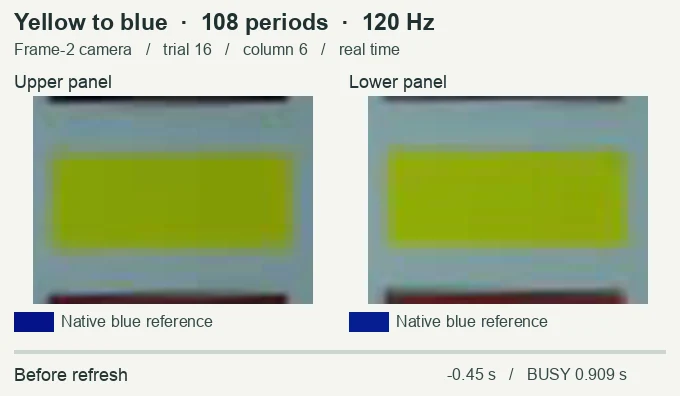 Yellow to blue · 108 periods · 120 Hz
Frame-2 camera / trial 16 / column 6 / real time
Upper panel
Lower panel
Native blue reference
Native blue reference
Before refresh
-0.45 s / BUSY 0.909 s